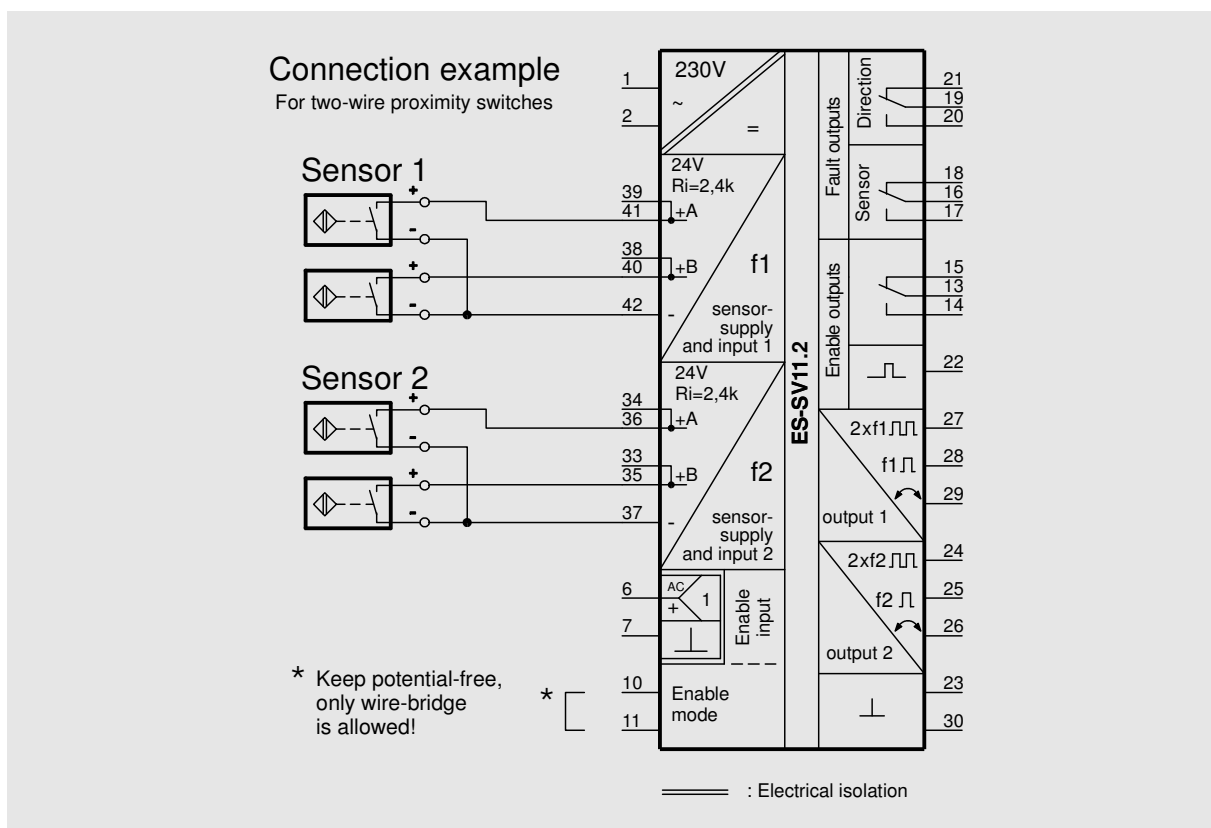 Connection example
For two-wire proximity switches
Sensor 1
+
-
+
-
Sensor 2
+
-
+
-
* Keep potential-free,
only wire-bridge
is allowed!
*
1
2
39
41
38
40
42
34
36
33
35
37
6
7
10
11
230V
~
=
24V
Ri=2,4k
+A
+B
f1
-
sensor-
supply
and input 1
24V
Ri=2,4k
+A
+B
f2
-
sensor-
supply
and input 2
AC
+
1
Enable
input
Enable
mode
ES-SV11.2
Fault outputs
Direction
Sensor
Enable outputs
2xf1
f1
output 1
2xf2
f2
output 2
21
19
20
18
16
17
15
13
14
22
27
28
29
24
25
26
23
30
: Electrical isolation